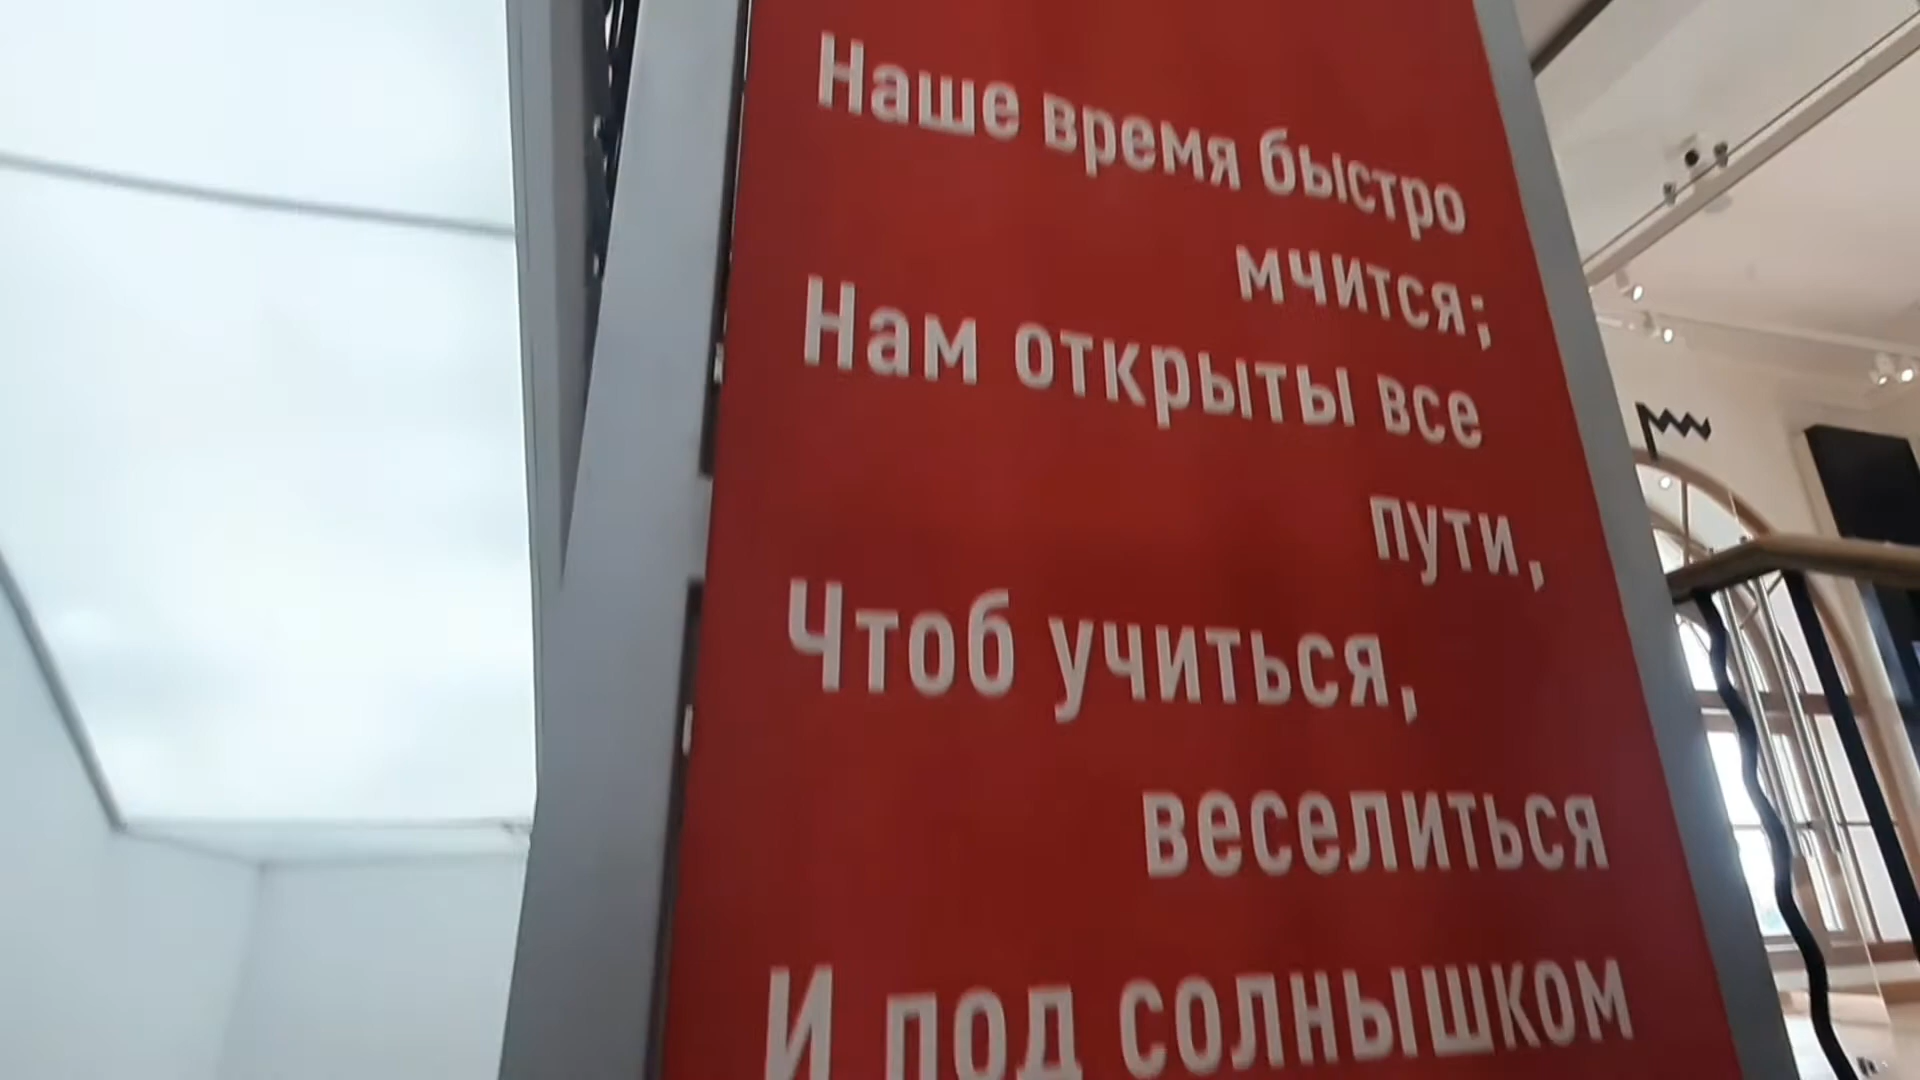 Наше время быстро
мчится;
Нам открыты все
пути,
Чтоб учиться,
веселиться
И под солнышком